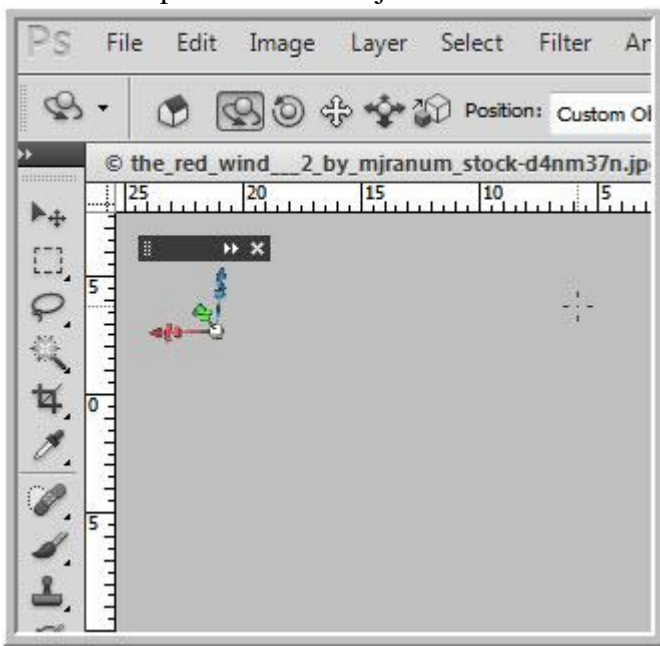 Ps File Edit Image Layer Select Filter
Position: Custom
© the_red_wind___2_by_mjranum_stock-d4nm37n.jp
25 20 15 10 5
5
0
5